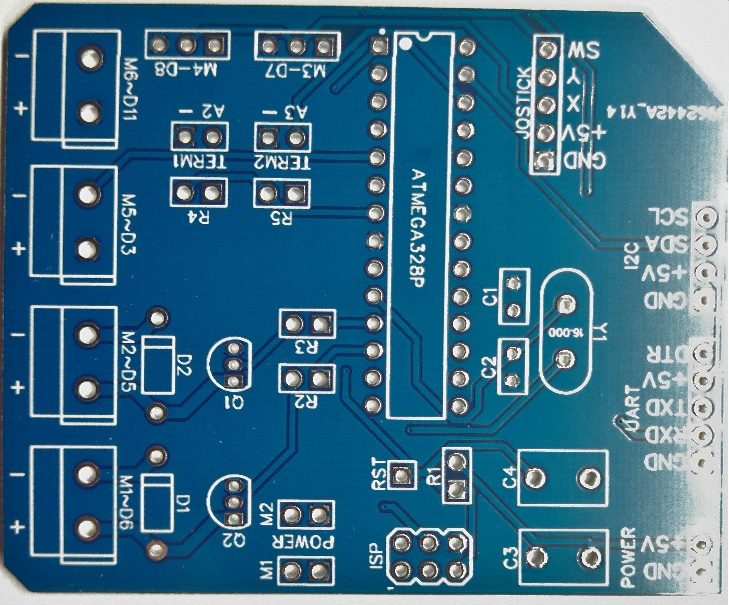 M6~D11
M4-D8
M3-D7
ATMEGA328P
JOSTICK
SW
Y
X
+5V
GND
2442A_Y14
A2 -
A3 -
TERM1
TERM2
R4
R5
M5~D3
I2C
SCL
SDA
+5V
GND
M2~D5
D2
Q1
R3
R2
C1
C2
16.000
Y1
UART
DTR
+5V
TXD
RXD
GND
M1~D6
D1
Q2
M2
POWER
M1
RST
R1
ISP
1
C4
C3
POWER
+5V
GND
-
+
-
+
-
+
-
+